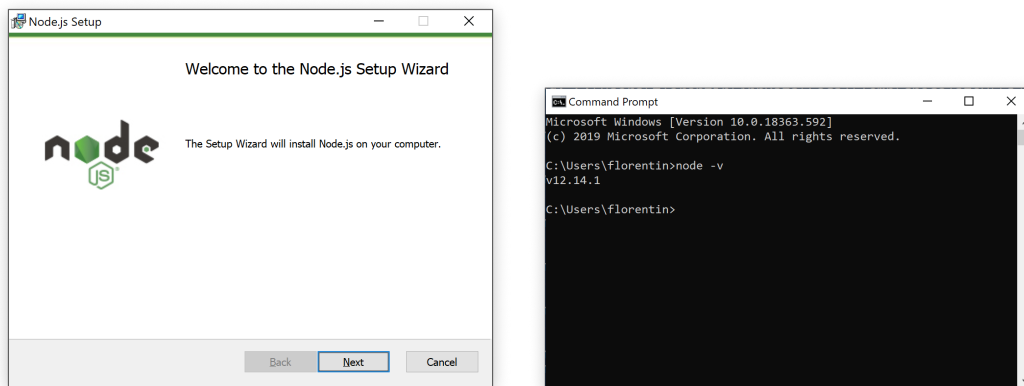 Node.js Setup
Welcome to the Node.js Setup Wizard
node
JS
The Setup Wizard will install Node.js on your computer.
Back
Next
Cancel
C:\.
Command Prompt
Microsoft Windows [Version 10.0.18363.592]
(c) 2019 Microsoft Corporation. All rights reserved.
C:\Users\florentin>node -v
v12.14.1
C:\Users\florentin>